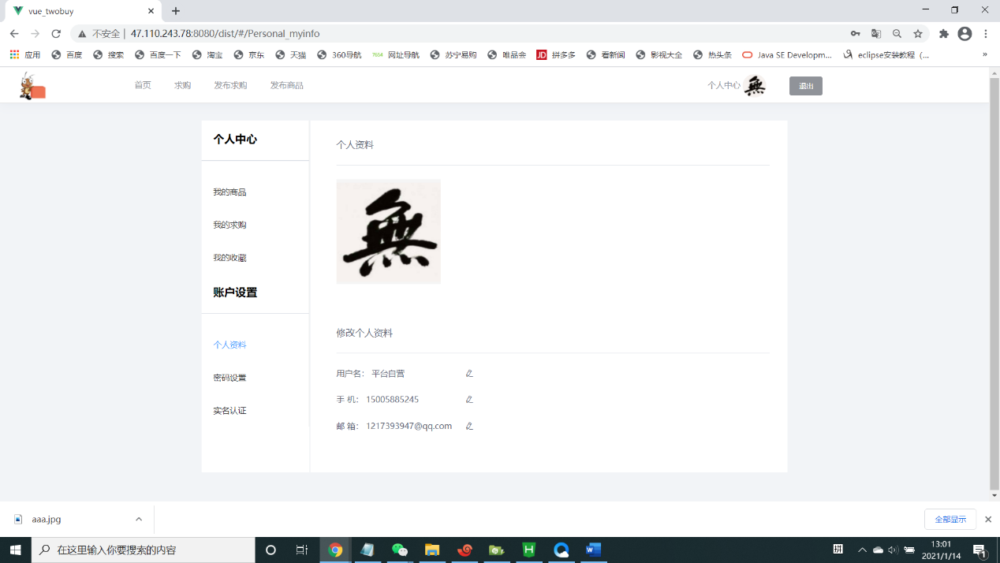 vue_twobuy
不安全 | 47.110.243.78:8080/dist/#/Personal_myinfo
应用 百度 搜索 百度一下 淘宝 京东 天猫 360导航 7654 网址导航 苏宁易购 唯品会 JD 拼多多 看新闻 影视大全 热头条 Java SE Developm... eclipse安装教程（... »
首页 求购 发布求购 发布商品 个人中心 無 退出
个人中心
我的商品
我的求购
我的收藏
账户设置
个人资料
密码设置
实名认证
个人资料
無
修改个人资料
用户名： 平台自营
手 机： 15005885245
邮 箱： 1217393947@qq.com
aaa.jpg 全部显示
在这里输入你要搜索的内容
拼
13:01
2021/1/14
1